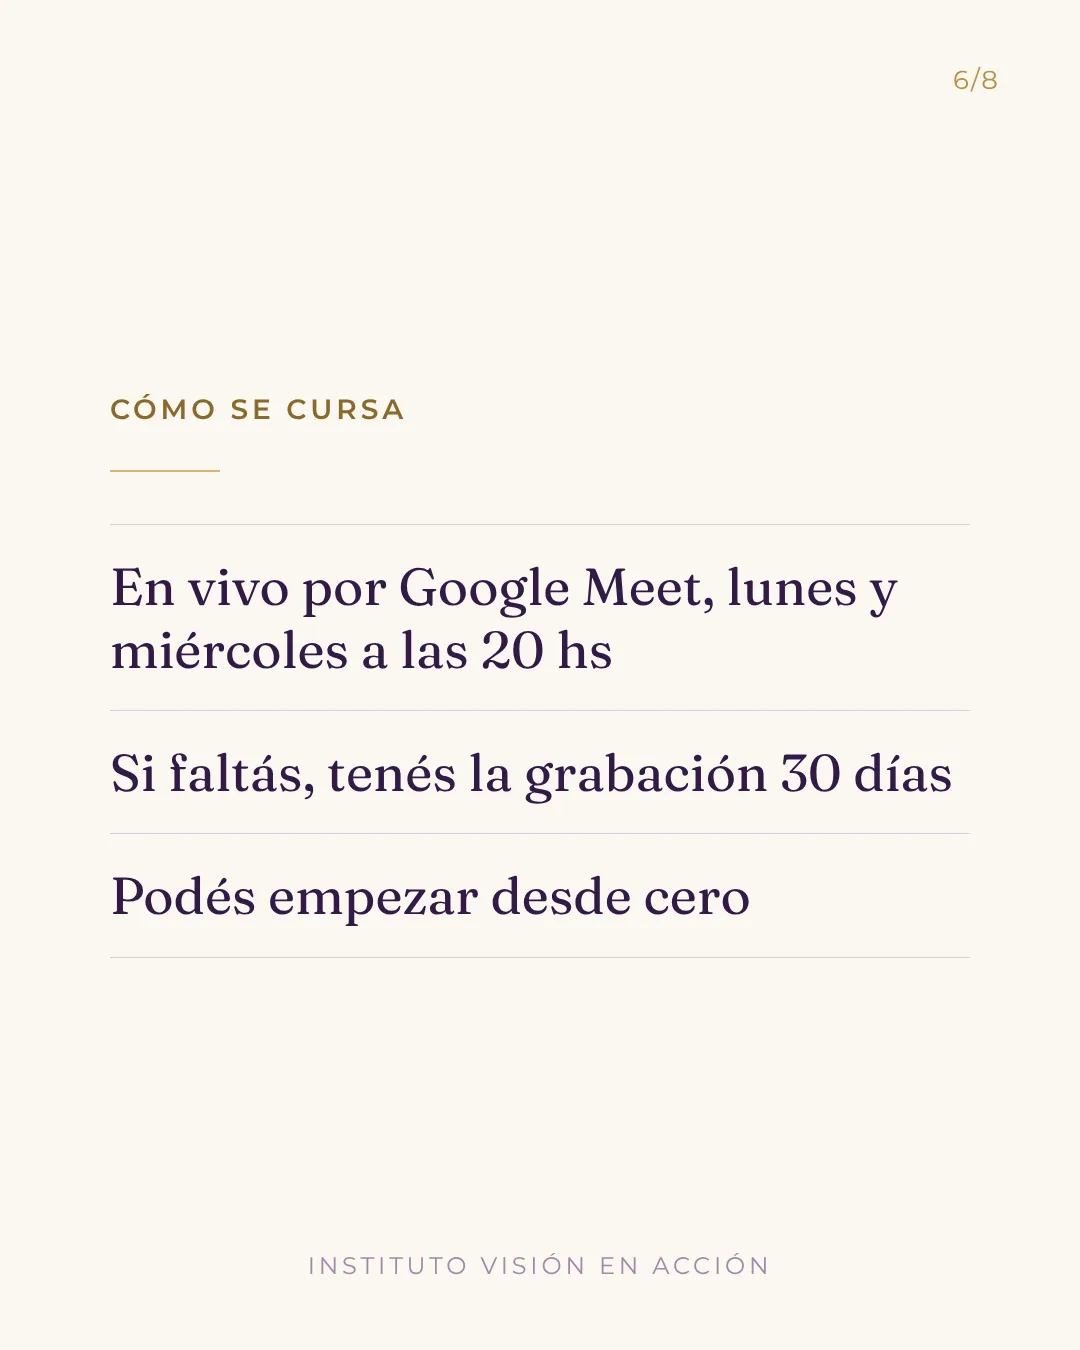 6/8
CÓMO SE CURSA
En vivo por Google Meet, lunes y
miércoles a las 20 hs
Si faltás, tenés la grabación 30 días
Podés empezar desde cero
INSTITUTO VISIÓN EN ACCIÓN